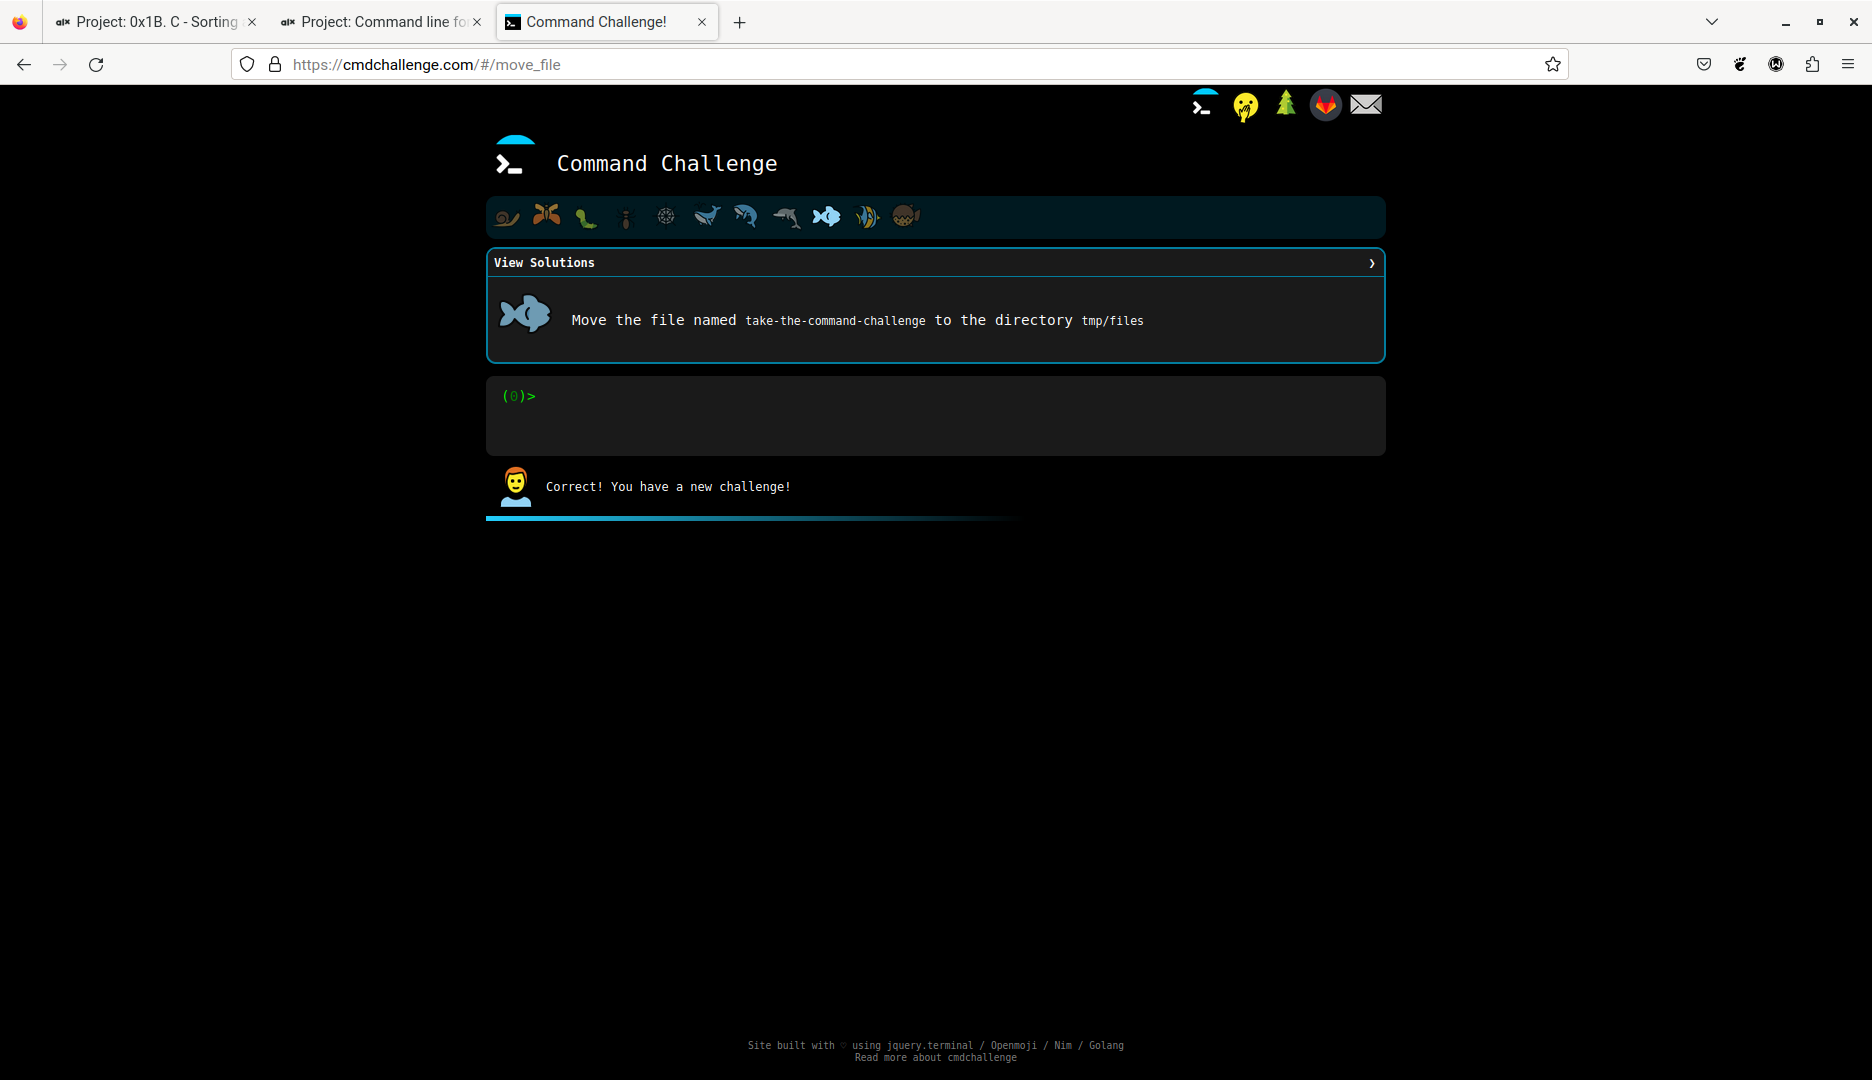 Project: 0x1B. C - Sorting
Project: Command line fo
Command Challenge!
https://cmdchallenge.com/#/move_file
Command Challenge
View Solutions
Move the file named take-the-command-challenge to the directory tmp/files
(0)>
Correct! You have a new challenge!
Site built with ♡ using jquery.terminal / Openmoji / Nim / Golang
Read more about cmdchallenge